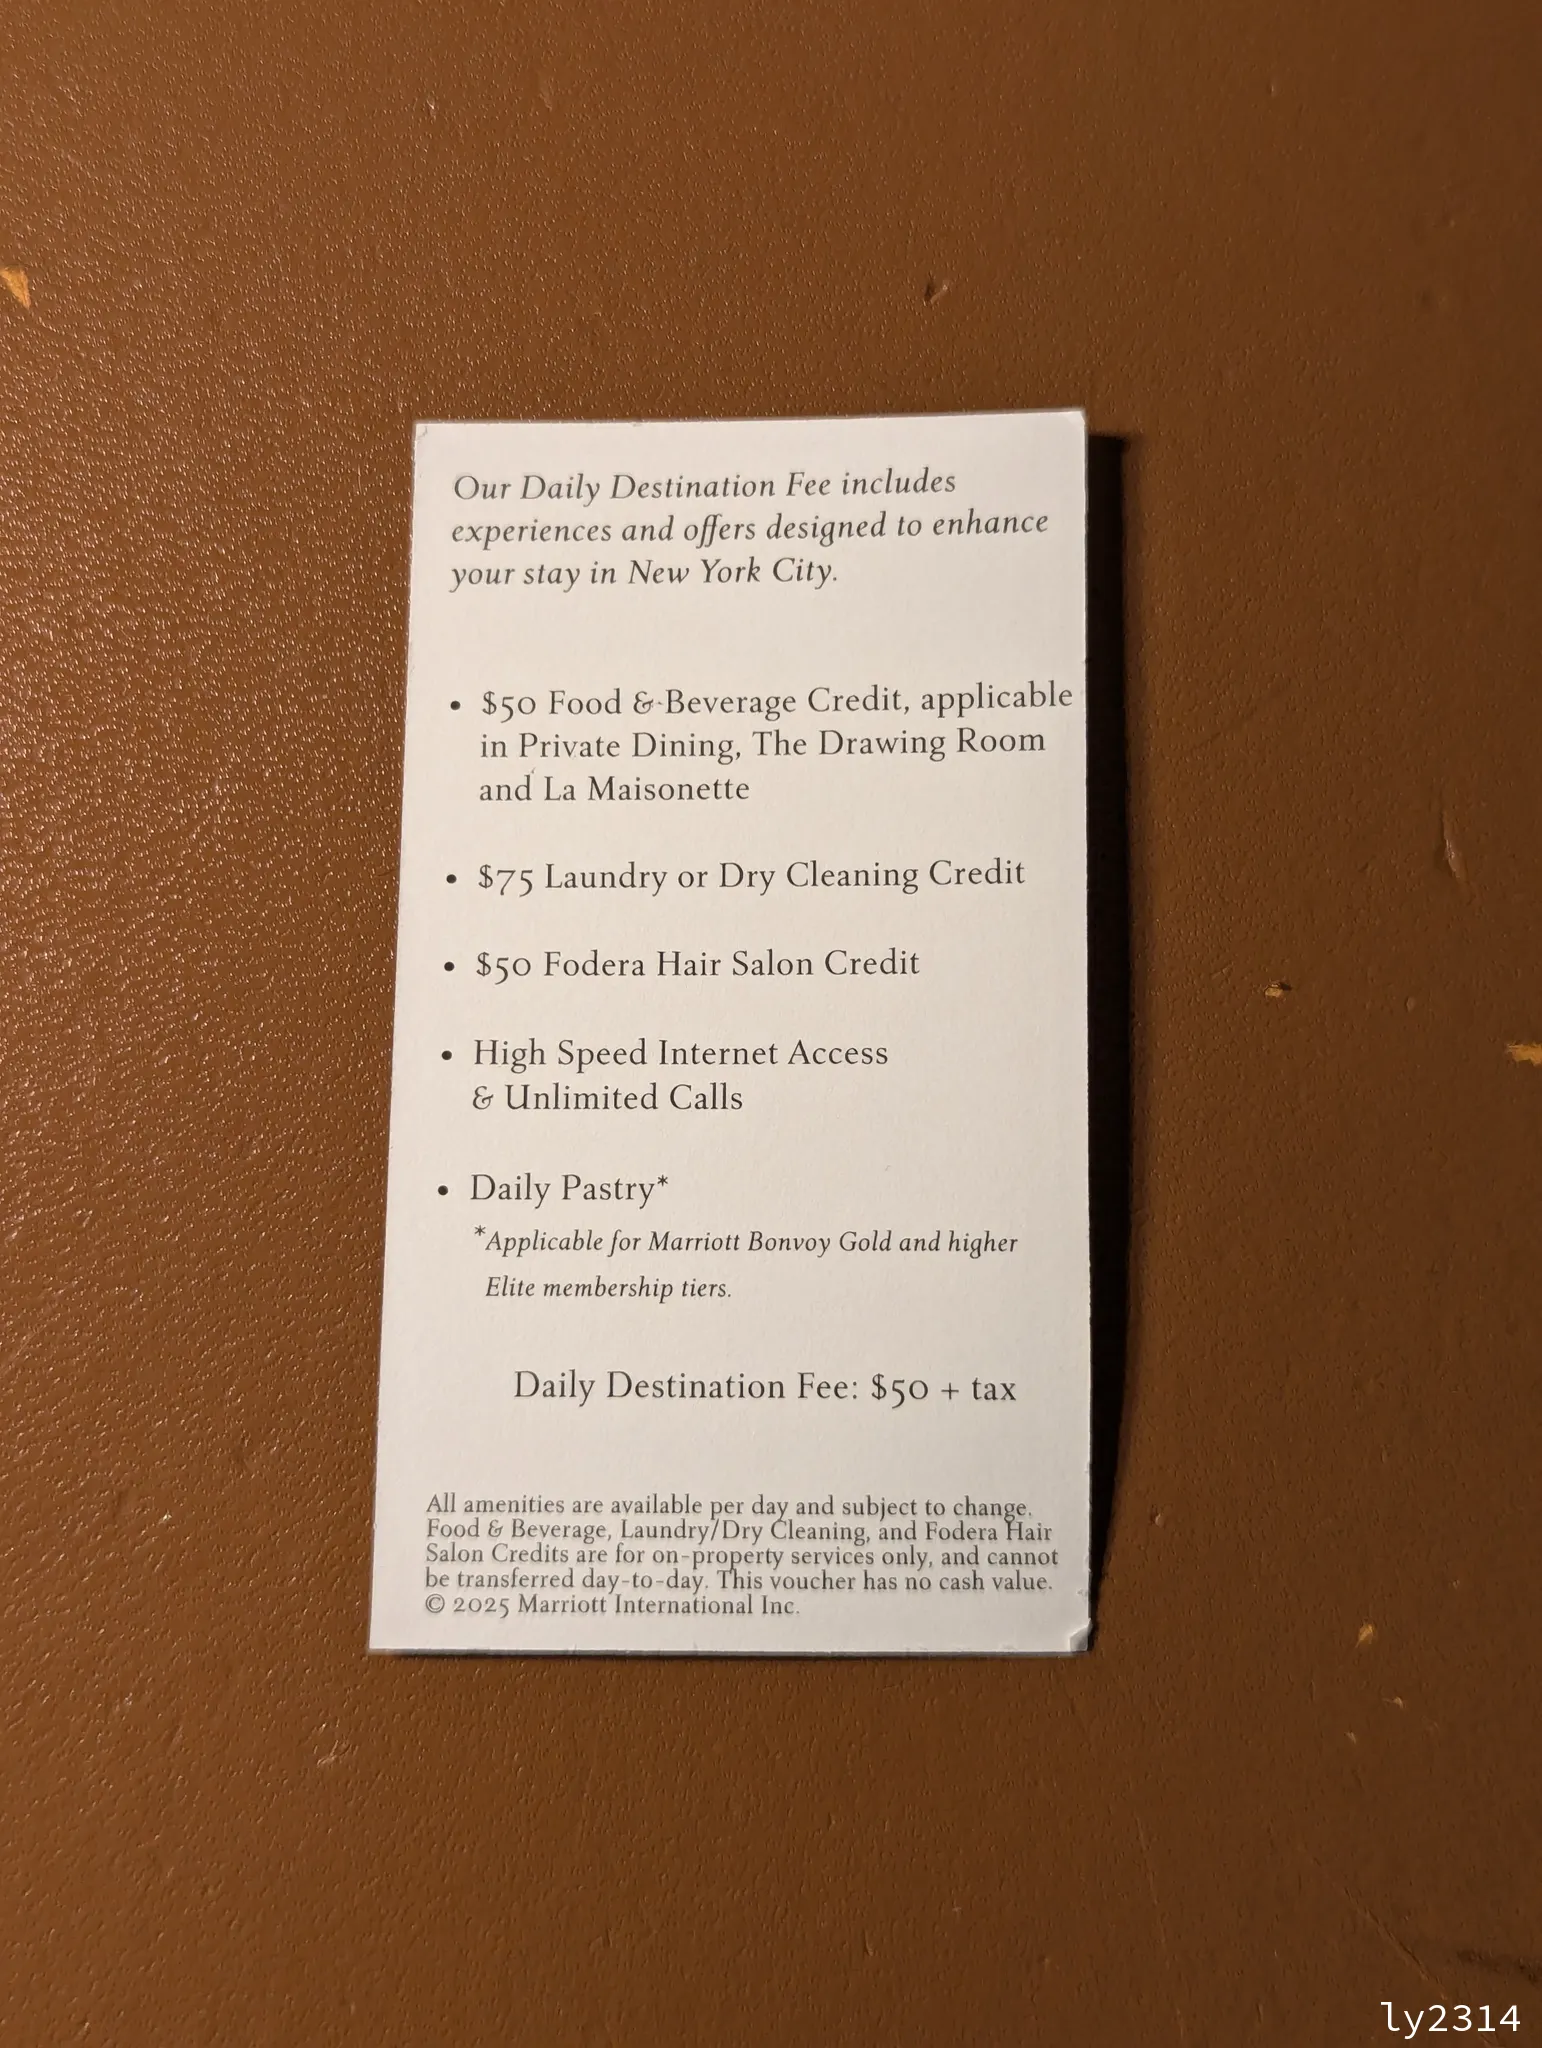 Our Daily Destination Fee includes
experiences and offers designed to enhance
your stay in New York City.
• $50 Food & Beverage Credit, applicable
in Private Dining, The Drawing Room
and La Maisonette
• $75 Laundry or Dry Cleaning Credit
• $50 Fodera Hair Salon Credit
• High Speed Internet Access
& Unlimited Calls
• Daily Pastry*
*Applicable for Marriott Bonvoy Gold and higher
Elite membership tiers.
Daily Destination Fee: $50 + tax
All amenities are available per day and subject to change.
Food & Beverage, Laundry/Dry Cleaning, and Fodera Hair
Salon Credits are for on-property services only, and cannot
be transferred day-to-day. This voucher has no cash value.
© 2025 Marriott International Inc.
ly2314